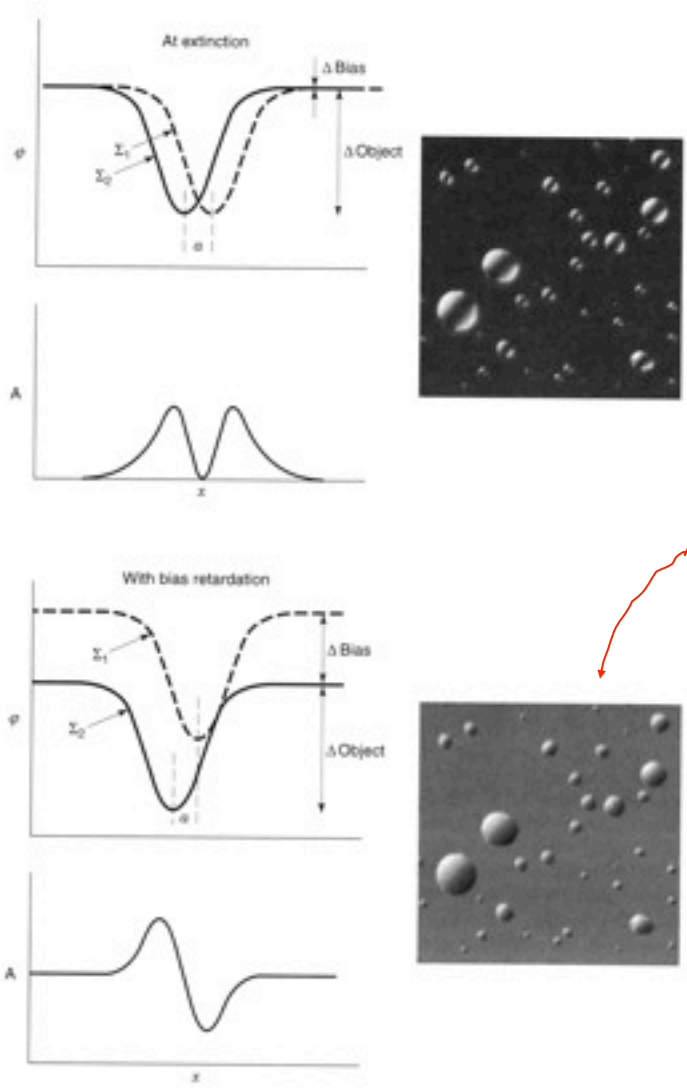 At extinction
Δ Bias
Σ1
Σ2
Δ Object
φ
α
A
x
With bias retardation
Σ1
Δ Bias
Σ2
φ
Δ Object
α
A
x